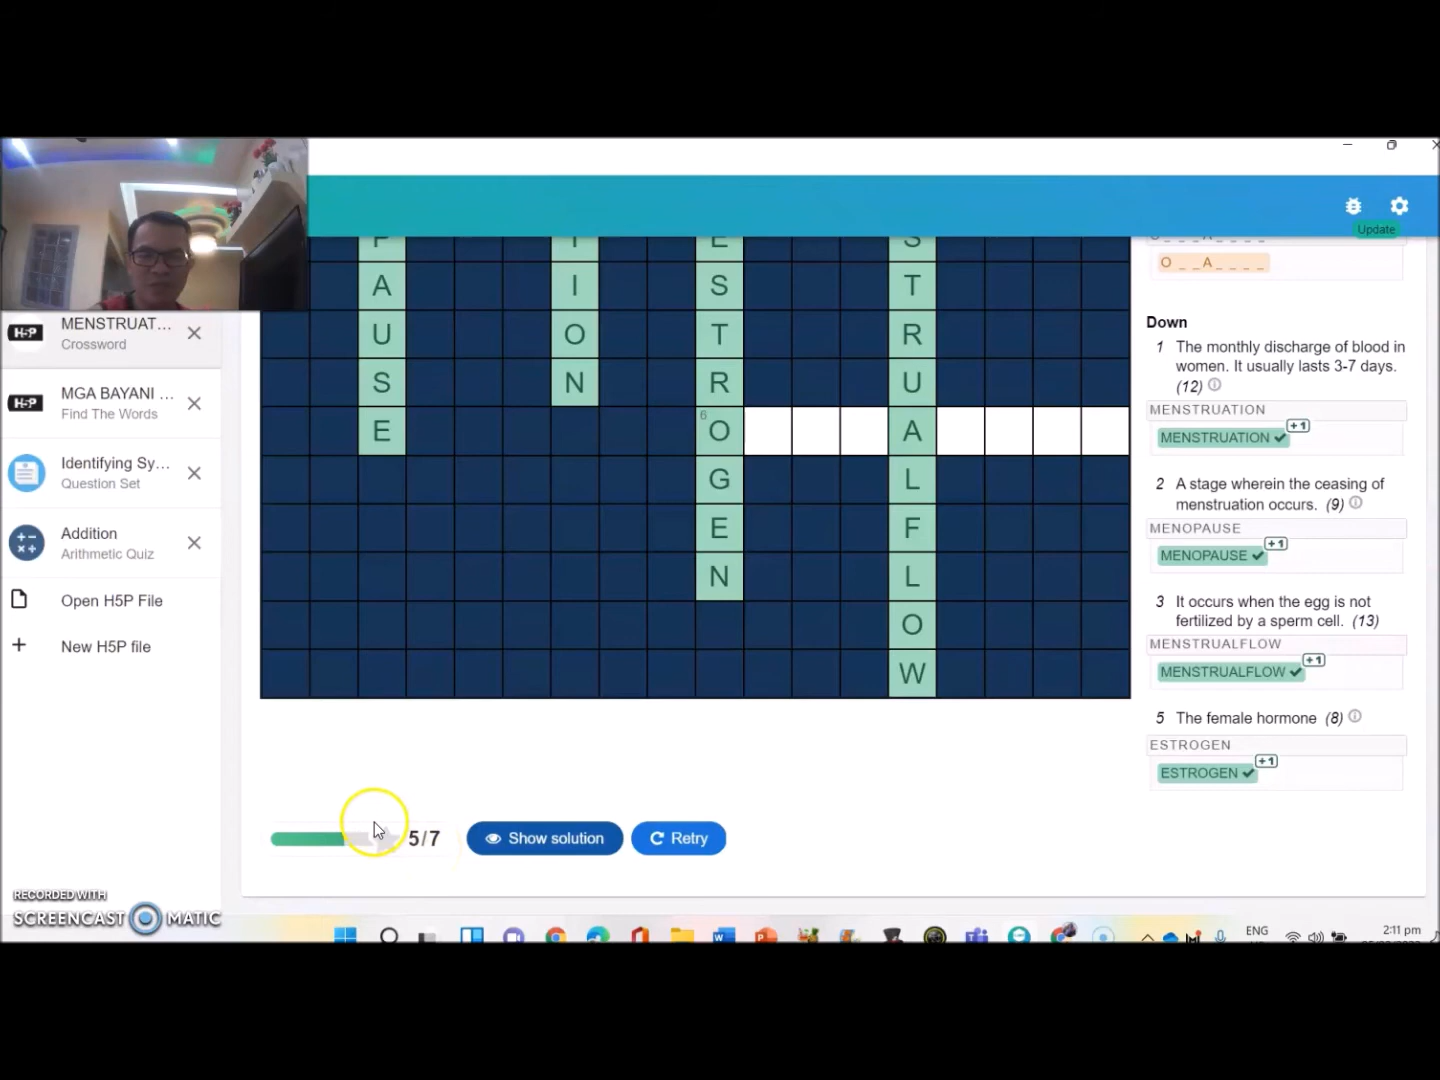 Update
MENSTRUAT...
Crossword
MGA BAYANI ...
Find The Words
Identifying Sy...
Question Set
Addition
Arithmetic Quiz
Open H5P File
New H5P file
A I S T
U O T R
S N R U
E 6 O A
G L
E F
N L
O
W
O _ _ A _ _ _ _
Down
1 The monthly discharge of blood in
women. It usually lasts 3-7 days.
(12)
MENSTRUATION
MENSTRUATION +1
2 A stage wherein the ceasing of
menstruation occurs. (9)
MENOPAUSE
MENOPAUSE +1
3 It occurs when the egg is not
fertilized by a sperm cell. (13)
MENSTRUALFLOW
MENSTRUALFLOW +1
5 The female hormone (8)
ESTROGEN
ESTROGEN +1
5/7
Show solution
Retry
RECORDED WITH
SCREENCAST MATIC
ENG
2:11 pm